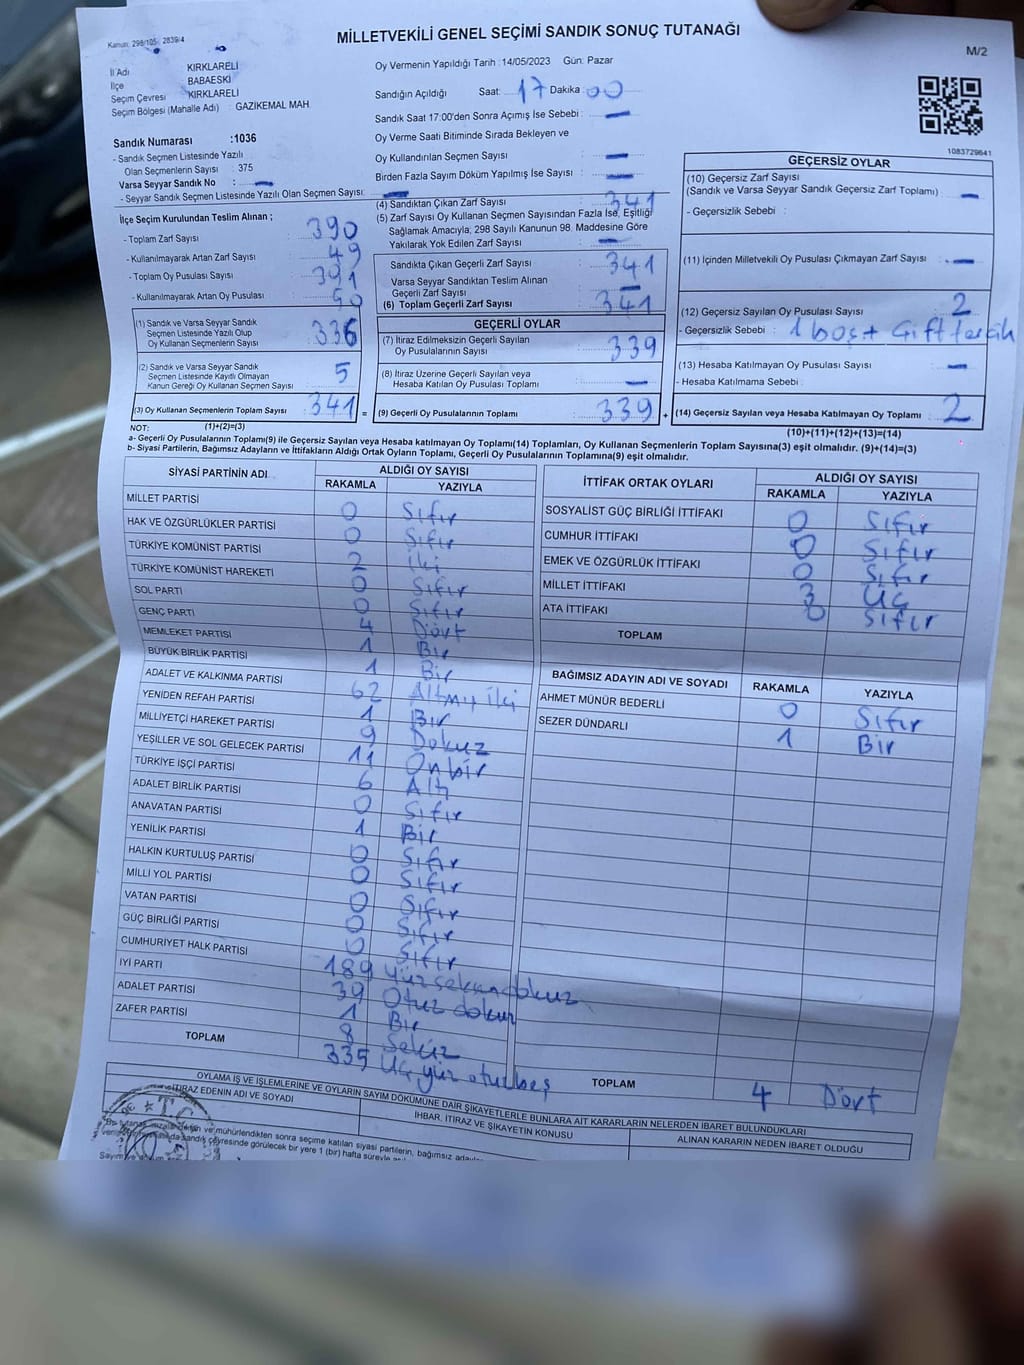 Kanun: 298/105- 2839/4
MİLLETVEKİLİ GENEL SEÇİMİ SANDIK SONUÇ TUTANAĞI
M/2
İl Adı KIRKLARELİ
İlçe BABAESKİ
Seçim Çevresi KIRKLARELİ
Seçim Bölgesi (Mahalle Adı) : GAZİKEMAL MAH.
Oy Vermenin Yapıldığı Tarih :14/05/2023 Gün: Pazar
Sandığın Açıldığı Saat: 17 Dakika: 00
Sandık Saat 17:00'den Sonra Açımış İse Sebebi : —
Oy Verme Saati Bitiminde Sırada Bekleyen ve
Oy Kullandırılan Seçmen Sayısı : —
Birden Fazla Sayım Döküm Yapılmış İse Sayısı : —
1083729641
Sandık Numarası :1036
- Sandık Seçmen Listesinde Yazılı
Olan Seçmenlerin Sayısı : 375
Varsa Seyyar Sandık No : —
- Seyyar Sandık Seçmen Listesinde Yazılı Olan Seçmen Sayısı: —
İlçe Seçim Kurulundan Teslim Alınan ;
- Toplam Zarf Sayısı : 390
- Kullanılmayarak Artan Zarf Sayısı : 49
- Toplam Oy Pusulası Sayısı : 391
- Kullanılmayarak Artan Oy Pusulası : 50
(4) Sandıktan Çıkan Zarf Sayısı : 341
(5) Zarf Sayısı Oy Kullanan Seçmen Sayısından Fazla İse, Eşitliği
Sağlamak Amacıyla; 298 Sayılı Kanunun 98. Maddesine Göre
Yakılarak Yok Edilen Zarf Sayısı : —
Sandıkta Çıkan Geçerli Zarf Sayısı : 341
Varsa Seyyar Sandıktan Teslim Alınan
Geçerli Zarf Sayısı :
(6) Toplam Geçerli Zarf Sayısı : 341
GEÇERSİZ OYLAR
(10) Geçersiz Zarf Sayısı
(Sandık ve Varsa Seyyar Sandık Geçersiz Zarf Toplamı) : —
- Geçersizlik Sebebi :
(11) İçinden Milletvekili Oy Pusulası Çıkmayan Zarf Sayısı : —
(12) Geçersiz Sayılan Oy Pusulası Sayısı : 2
- Geçersizlik Sebebi : 1 boş + Çift tercih
(13) Hesaba Katılmayan Oy Pusulası Sayısı : —
- Hesaba Katılmama Sebebi :
(14) Geçersiz Sayılan veya Hesaba Katılmayan Oy Toplamı : 2
(10)+(11)+(12)+(13)=(14)
(1) Sandık ve Varsa Seyyar Sandık
Seçmen Listesinde Yazılı Olup
Oy Kullanan Seçmenlerin Sayısı : 336
(2) Sandık ve Varsa Seyyar Sandık
Seçmen Listesinde Kayıtlı Olmayan
Kanun Gereği Oy Kullanan Seçmen Sayısı : 5
(3) Oy Kullanan Seçmenlerin Toplam Sayısı : 341 =
(1)+(2)=(3)
GEÇERLİ OYLAR
(7) İtiraz Edilmeksizin Geçerli Sayılan
Oy Pusulalarının Sayısı : 339
(8) İtiraz Üzerine Geçerli Sayılan veya
Hesaba Katılan Oy Pusulası Toplamı : —
(9) Geçerli Oy Pusulalarının Toplamı : 339 +
NOT:
a- Geçerli Oy Pusulalarının Toplamı(9) ile Geçersiz Sayılan veya Hesaba katılmayan Oy Toplamı(14) Toplamları, Oy Kullanan Seçmenlerin Toplam Sayısına(3) eşit olmalıdır. (9)+(14)=(3)
b- Siyasi Partilerin, Bağımsız Adayların ve İttifakların Aldığı Ortak Oyların Toplamı, Geçerli Oy Pusulalarının Toplamına(9) eşit olmalıdır.
SİYASİ PARTİNİN ADI ALDIĞI OY SAYISI
RAKAMLA YAZIYLA
MİLLET PARTİSİ 0 Sıfır
HAK VE ÖZGÜRLÜKLER PARTİSİ 0 Sıfır
TÜRKİYE KOMÜNİST PARTİSİ 2 İki
TÜRKİYE KOMÜNİST HAREKETİ 0 Sıfır
SOL PARTİ 0 Sıfır
GENÇ PARTİ 4 Dört
MEMLEKET PARTİSİ 1 Bir
BÜYÜK BİRLİK PARTİSİ 1 Bir
ADALET VE KALKINMA PARTİSİ 62 Altmış iki
YENİDEN REFAH PARTİSİ 1 Bir
MİLLİYETÇİ HAREKET PARTİSİ 9 Dokuz
YEŞİLLER VE SOL GELECEK PARTİSİ 11 Onbir
TÜRKİYE İŞÇİ PARTİSİ 6 Altı
ADALET BİRLİK PARTİSİ 0 Sıfır
ANAVATAN PARTİSİ 1 Bir
YENİLİK PARTİSİ 0 Sıfır
HALKIN KURTULUŞ PARTİSİ 0 Sıfır
MİLLİ YOL PARTİSİ 0 Sıfır
VATAN PARTİSİ 0 Sıfır
GÜÇ BİRLİĞİ PARTİSİ 0 Sıfır
CUMHURİYET HALK PARTİSİ 189 Yüzseksendokuz
İYİ PARTİ 39 Otuzdokuz
ADALET PARTİSİ 1 Bir
ZAFER PARTİSİ 8 Sekiz
TOPLAM 335 Üçyüz otuzbeş
İTTİFAK ORTAK OYLARI ALDIĞI OY SAYISI
RAKAMLA YAZIYLA
SOSYALİST GÜÇ BİRLİĞİ İTTİFAKI 0 Sıfır
CUMHUR İTTİFAKI 0 Sıfır
EMEK VE ÖZGÜRLÜK İTTİFAKI 0 Sıfır
MİLLET İTTİFAKI 3 Üç
ATA İTTİFAKI 0 Sıfır
TOPLAM
BAĞIMSIZ ADAYIN ADI VE SOYADI RAKAMLA YAZIYLA
AHMET MÜNÜR BEDERLİ 0 Sıfır
SEZER DÜNDARLI 1 Bir
TOPLAM 4 Dört
OYLAMA İŞ VE İŞLEMLERİNE VE OYLARIN SAYIM DÖKÜMÜNE DAİR ŞİKAYETLERLE BUNLARA AİT KARARLARIN NELERDEN İBARET BULUNDUKLARI
İTİRAZ EDENİN ADI VE SOYADI İHBAR, İTİRAZ VE ŞİKAYETİN KONUSU ALINAN KARARIN NEDEN İBARET OLDUĞU
T.C.
ve mühürlendikten sonra seçime katılan siyasi partilerin, bağımsız
sandık çevresinde görülecek bir yere 1 (bir) hafta süreyle